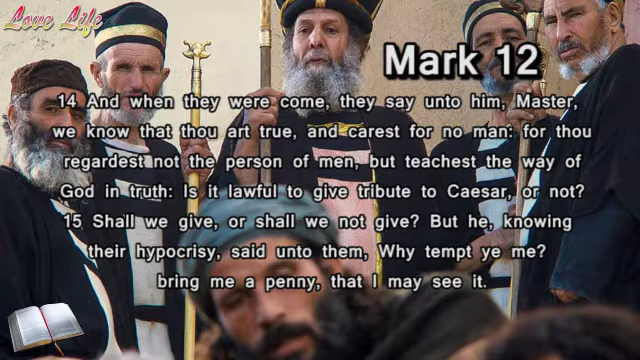 Love Life
Mark 12
14 And when they were come, they say unto him, Master,
we know that thou art true, and carest for no man: for thou
regardest not the person of men, but teachest the way of
God in truth: Is it lawful to give tribute to Caesar, or not?
15 Shall we give, or shall we not give? But he, knowing
their hypocrisy, said unto them, Why tempt ye me?
bring me a penny, that I may see it.